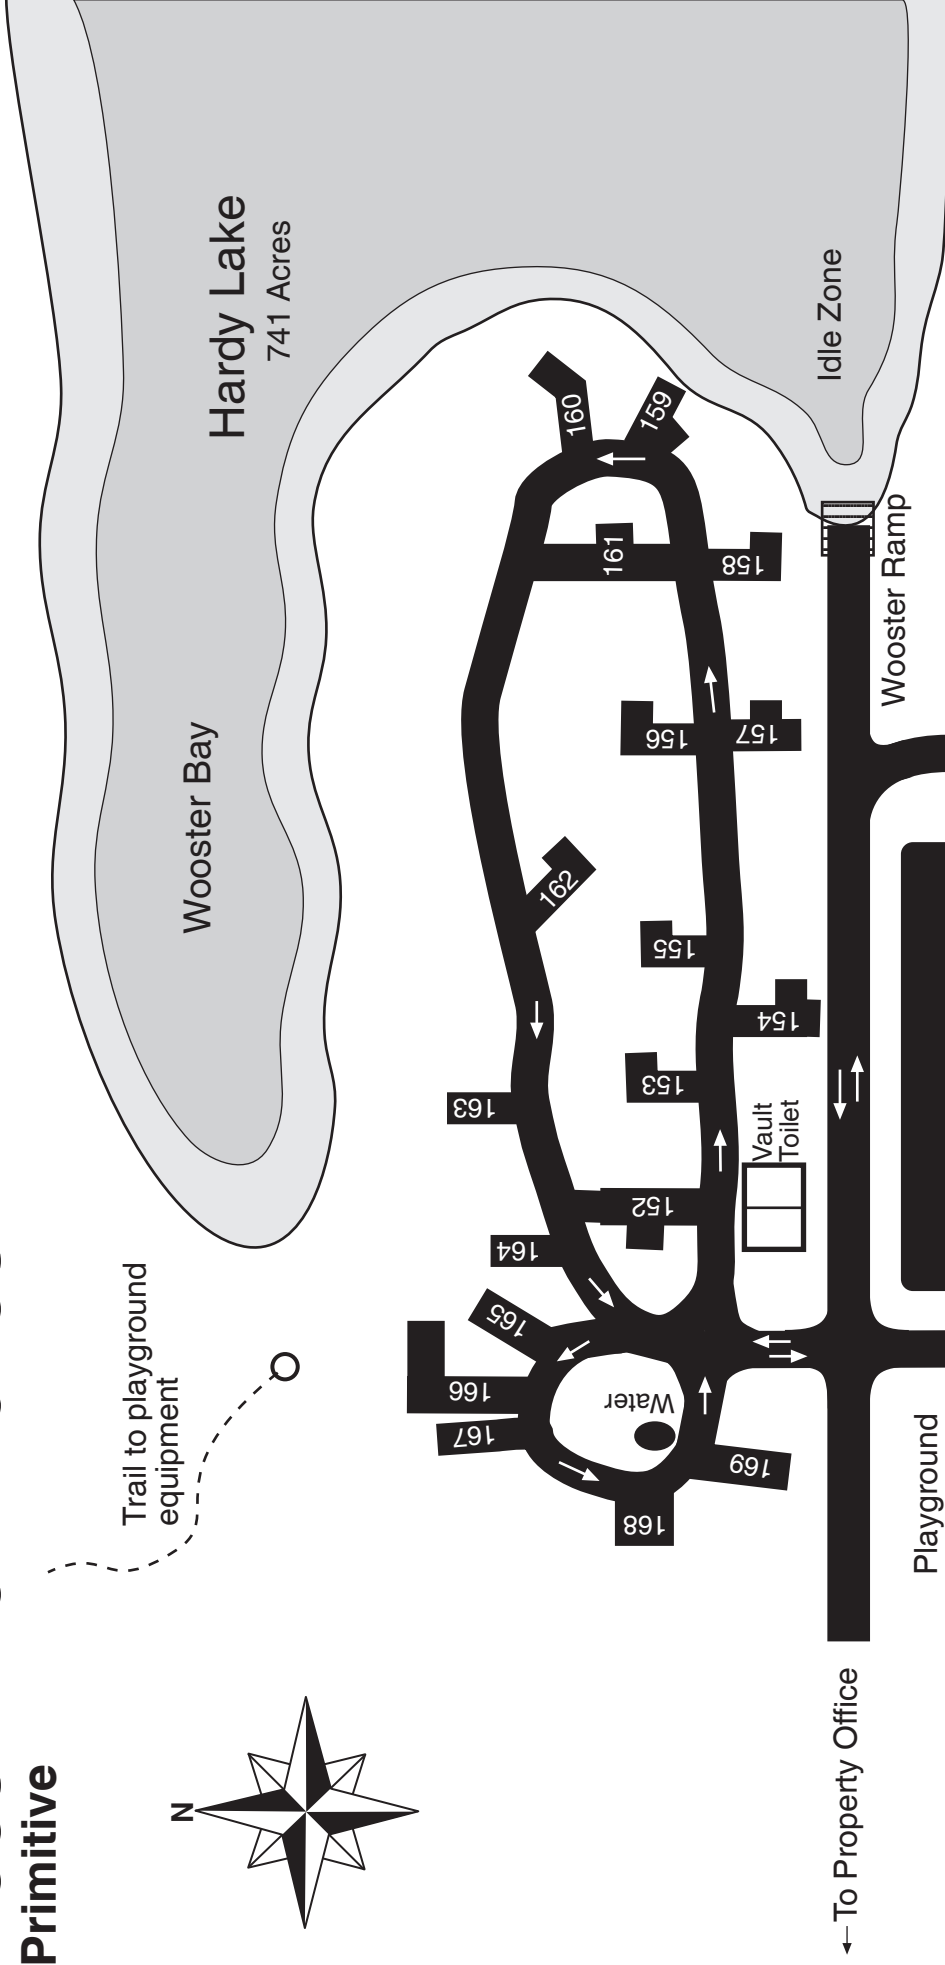 Primitive
N
Trail to playground
equipment
Wooster Bay
Hardy Lake
741 Acres
Idle Zone
Wooster Ramp
160
159
161
158
156
157
162
155
154
153
163
152
Vault
Toilet
164
165
166
167
Water
168
169
Playground
To Property Office